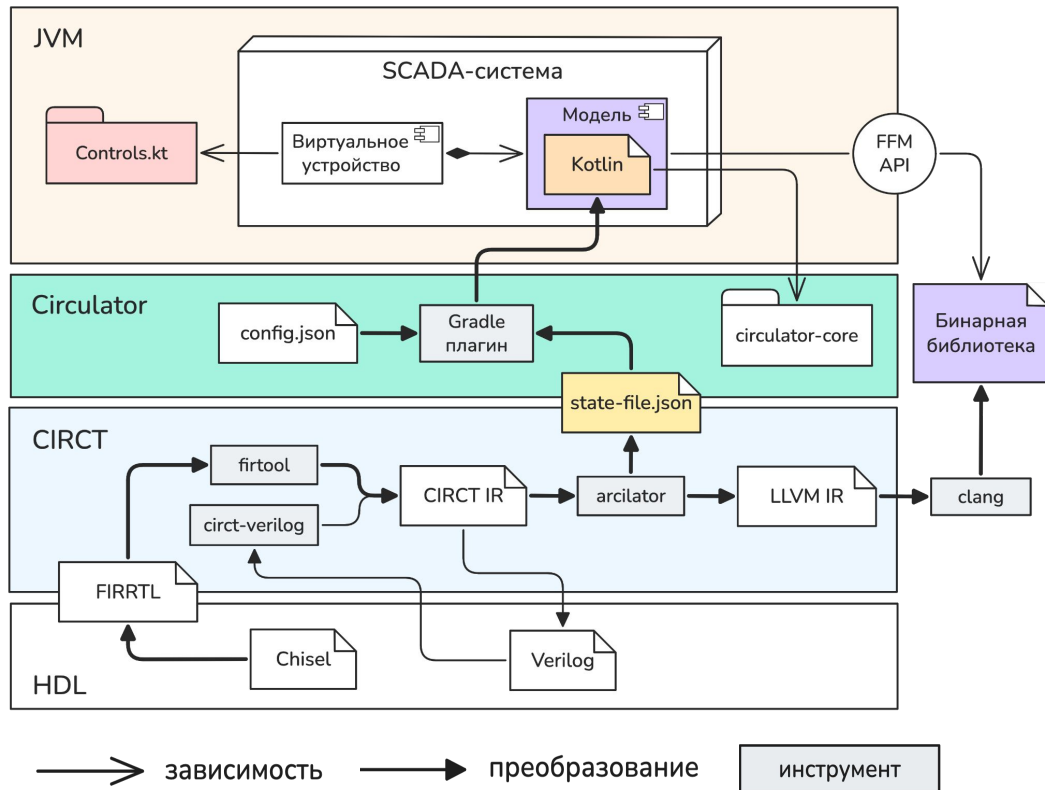 JVM
SCADA-система
Controls.kt
Виртуальное
устройство
Модель
Kotlin
FFM
API
Circulator
config.json
Gradle
плагин
circulator-core
Бинарная
библиотека
state-file.json
CIRCT
firtool
circt-verilog
CIRCT IR
arcilator
LLVM IR
clang
FIRRTL
Chisel
Verilog
HDL
зависимость
преобразование
инструмент